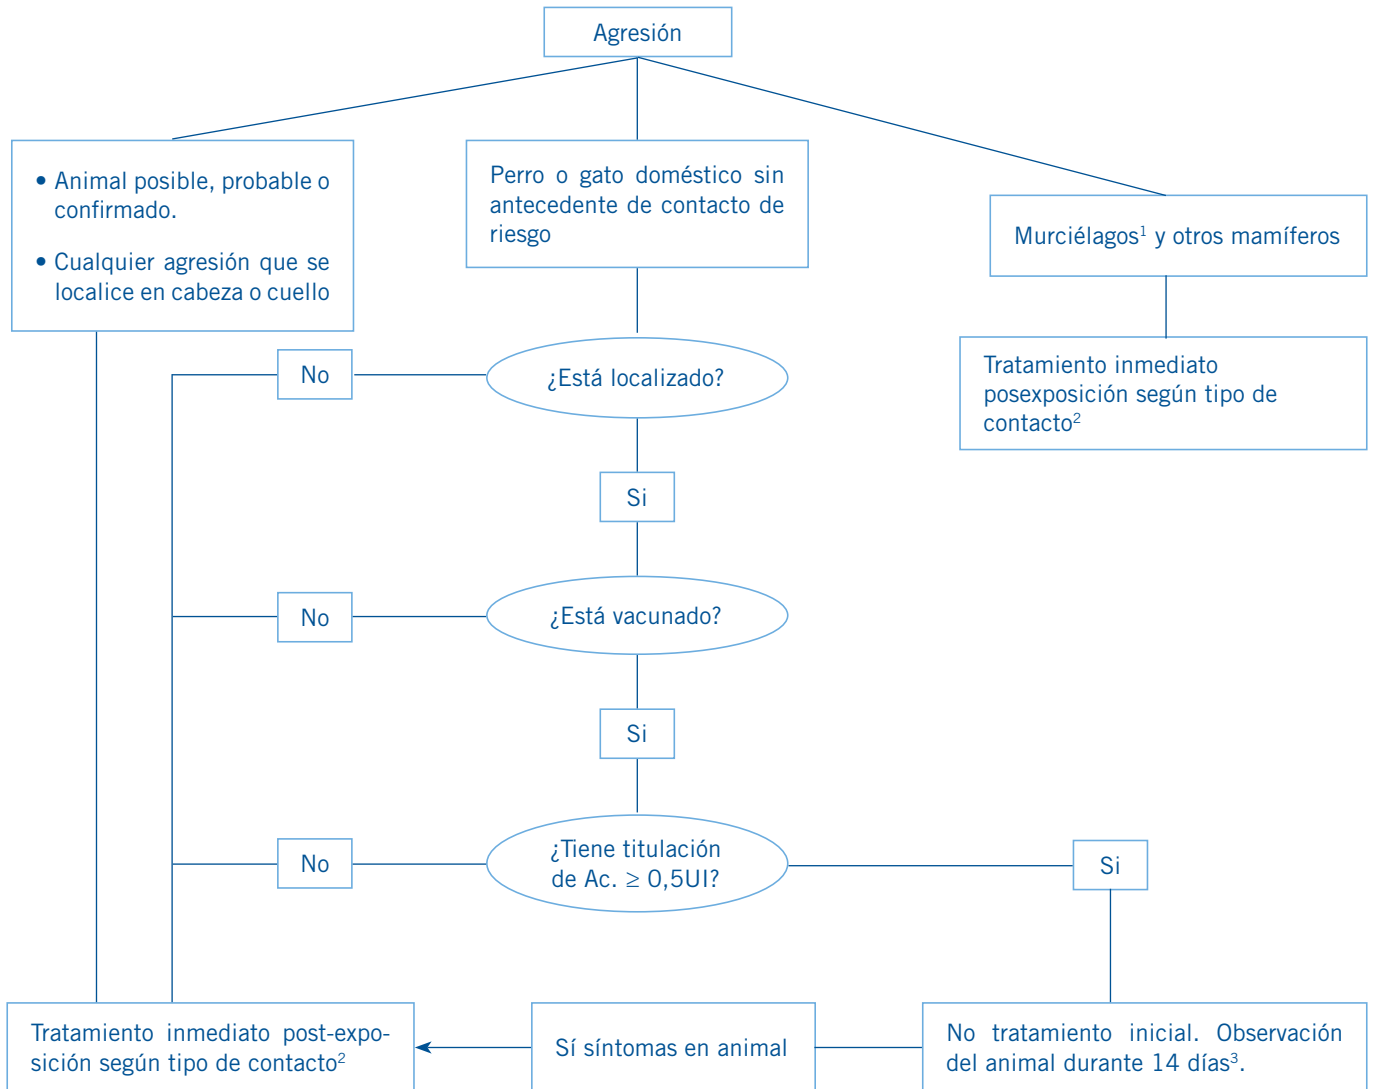 Agresión
• Animal posible, probable o
confirmado.
• Cualquier agresión que se
localice en cabeza o cuello
Perro o gato doméstico sin
antecedente de contacto de
riesgo
Murciélagos¹ y otros mamíferos
Tratamiento inmediato
posexposición según tipo de
contacto²
No
¿Está localizado?
Si
No
¿Está vacunado?
Si
No
¿Tiene titulación
de Ac. ≥ 0,5UI?
Si
Tratamiento inmediato post-expo-
sición según tipo de contacto²
Sí síntomas en animal
No tratamiento inicial. Observación
del animal durante 14 días³.